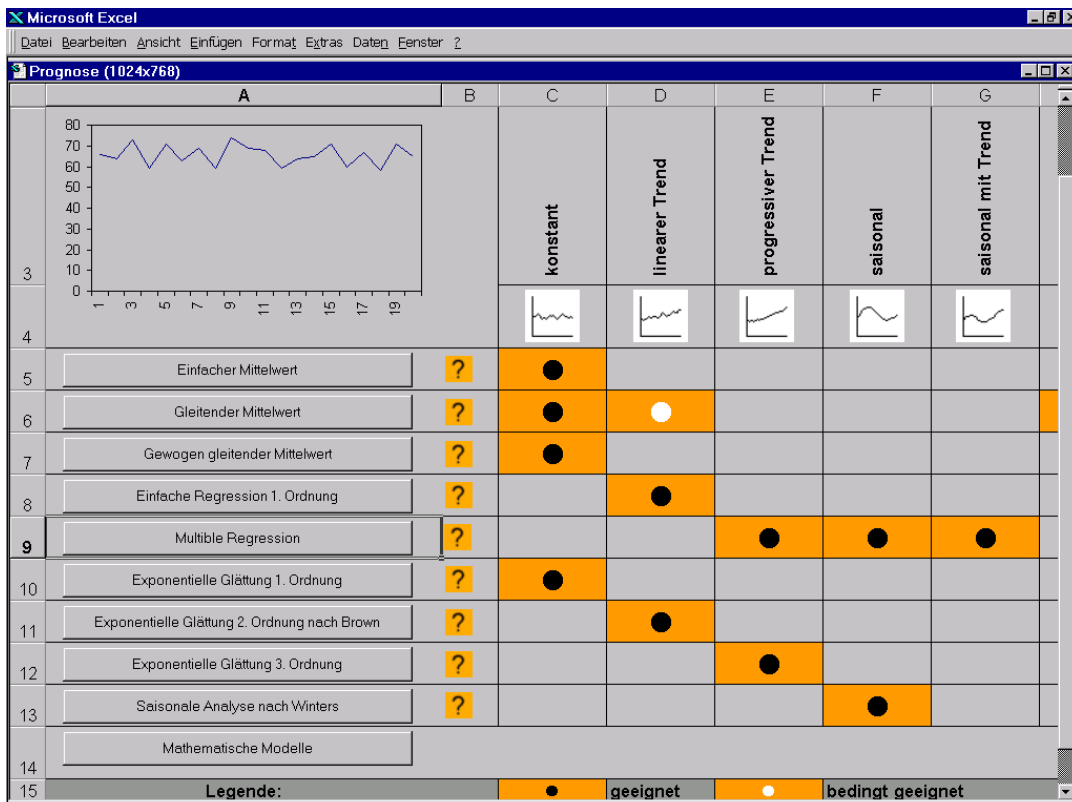 Microsoft Excel
Datei Bearbeiten Ansicht Einfügen Format Extras Daten Fenster ?
Prognose (1024x768)
A B C D E F G
80
70
60
50
40
30
20
10
0
1 3 5 7 9 11 13 15 17 19
3
konstant
linearer Trend
progressiver Trend
saisonal
saisonal mit Trend
4
5 Einfacher Mittelwert ?
6 Gleitender Mittelwert ?
7 Gewogen gleitender Mittelwert ?
8 Einfache Regression 1. Ordnung ?
9 Multible Regression ?
10 Exponentielle Glättung 1. Ordnung ?
11 Exponentielle Glättung 2. Ordnung nach Brown ?
12 Exponentielle Glättung 3. Ordnung ?
13 Saisonale Analyse nach Winters ?
14 Mathematische Modelle
15 Legende: geeignet bedingt geeignet